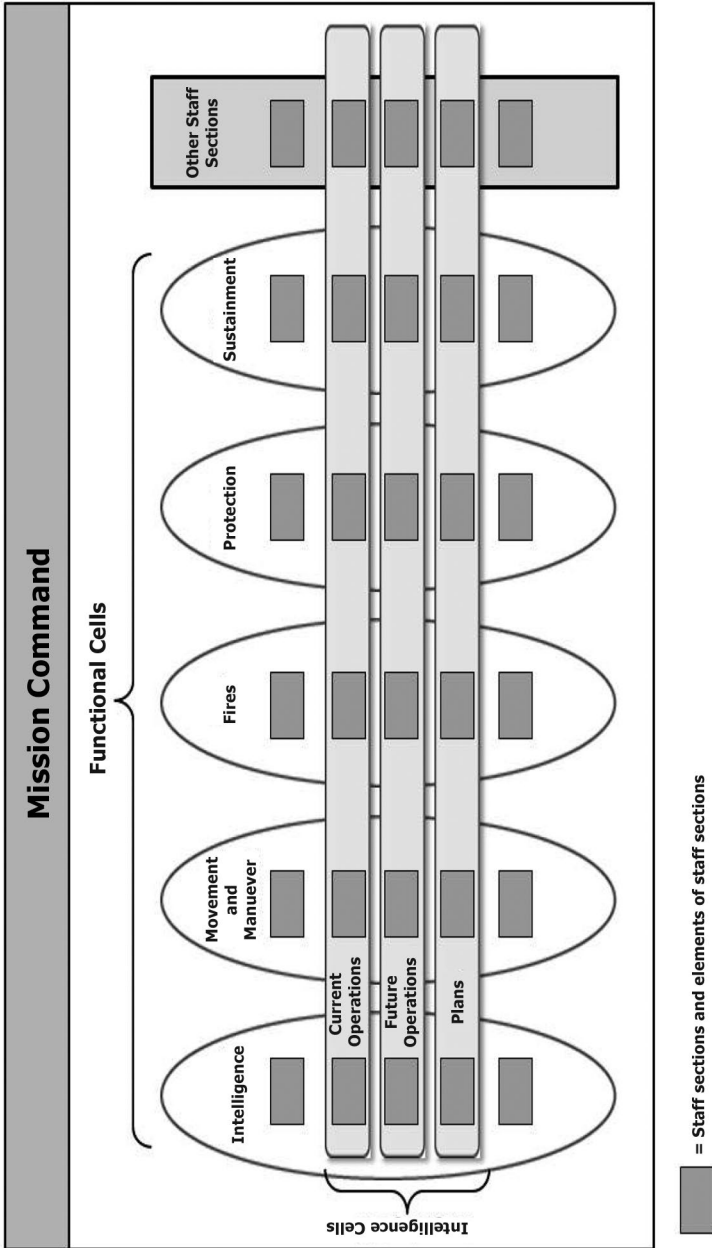 Mission Command
Functional Cells
Intelligence
Movement
and
Manuever
Fires
Protection
Sustainment
Other Staff
Sections
Intelligence Cells
Current
Operations
Future
Operations
Plans
= Staff sections and elements of staff sections